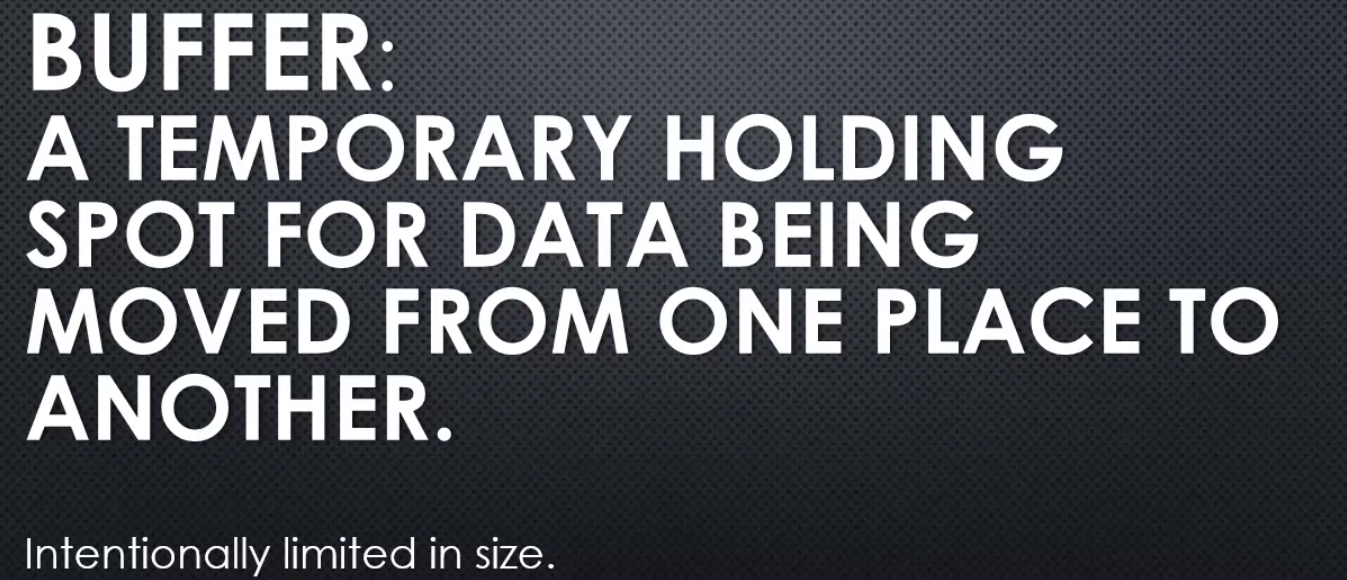 BUFFER:
A TEMPORARY HOLDING
SPOT FOR DATA BEING
MOVED FROM ONE PLACE TO
ANOTHER.
Intentionally limited in size.